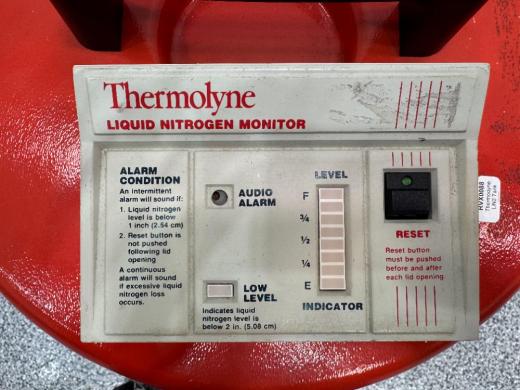 Thermolyne
LIQUID NITROGEN MONITOR
ALARM
CONDITION
An intermittent
alarm will sound if:
1. Liquid nitrogen
level is below
1 inch (2.54 cm)
2. Reset button is
not pushed
following lid
opening
A continuous
alarm will sound
if excessive liquid
nitrogen loss
occurs.
AUDIO
ALARM
LOW
LEVEL
Indicates liquid
nitrogen level is
below 2 in. (5.08 cm)
LEVEL
F
3/4
1/2
1/4
E
INDICATOR
RESET
Reset button
must be pushed
before and after
each lid opening.
RVX0088
Thermodyne
LN2 Tank